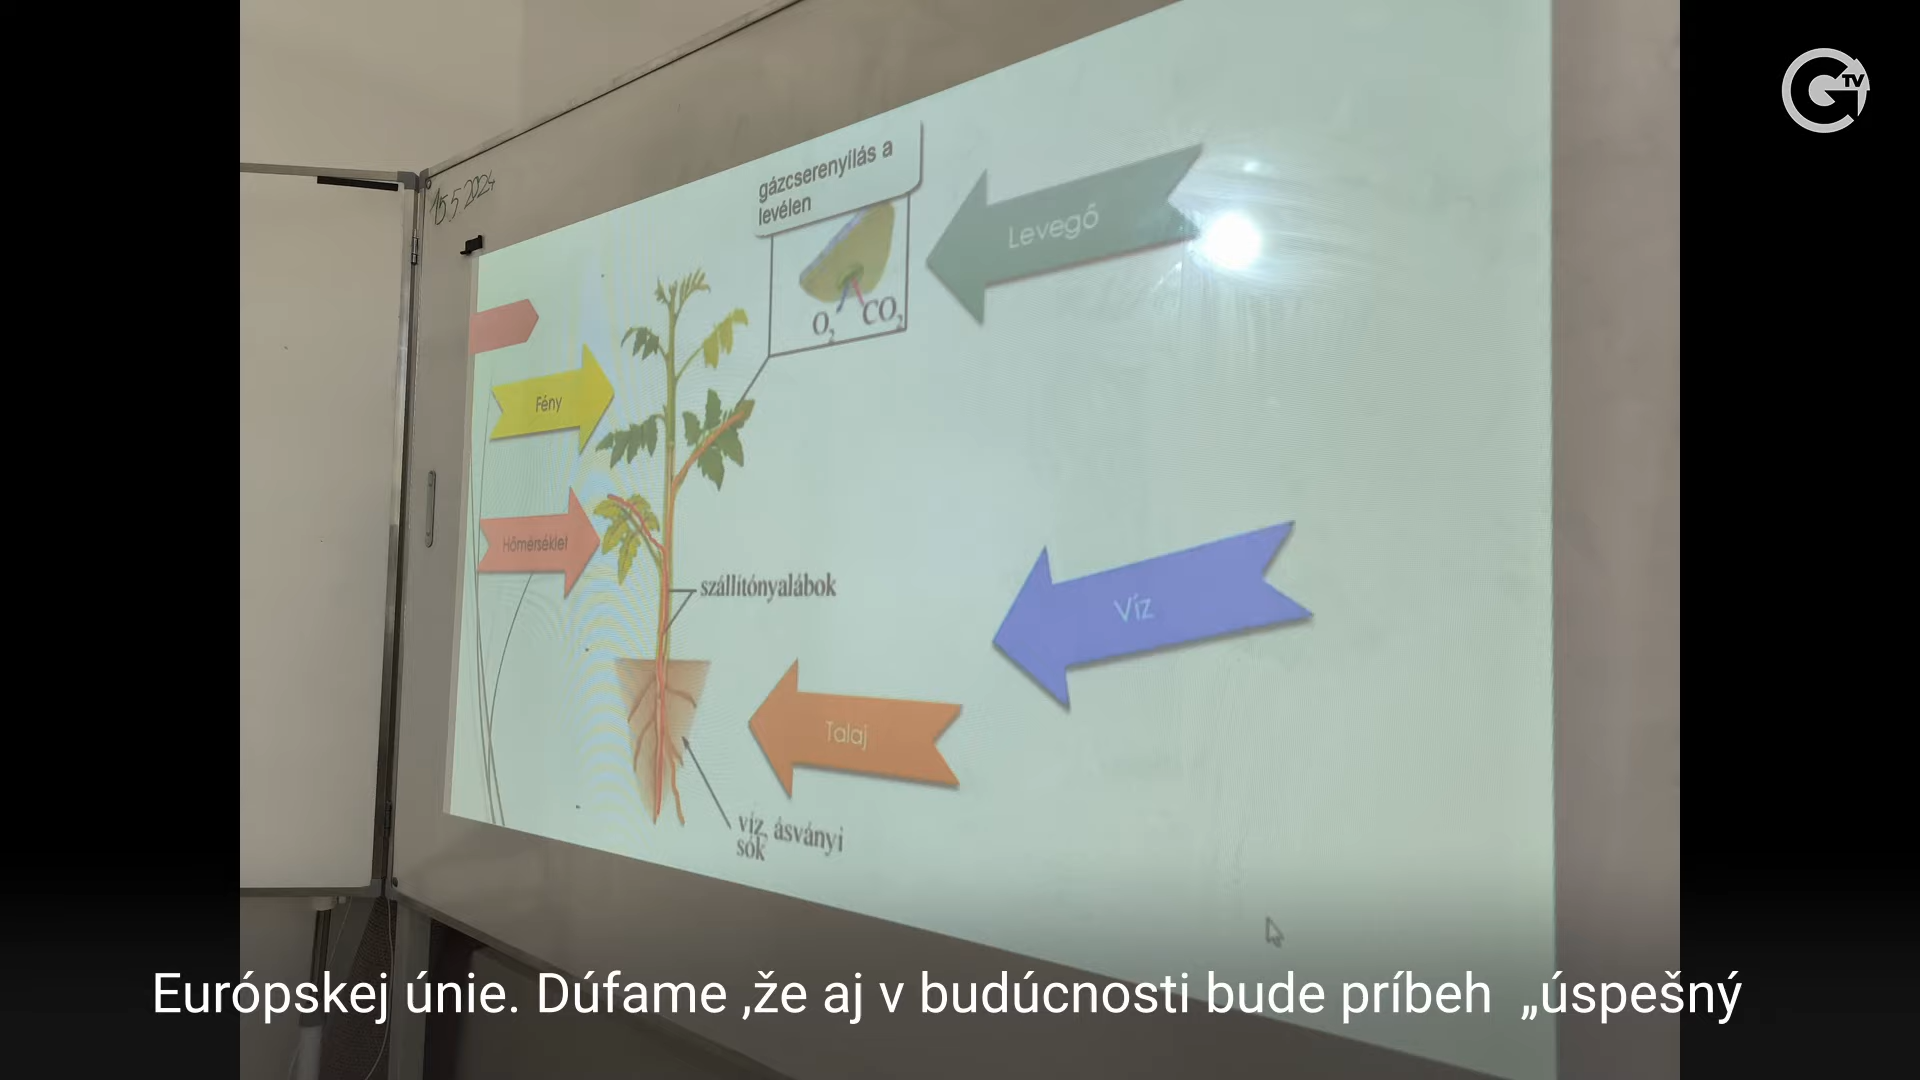 TV
15.5 2024
gázcserenyílás a
levélen
Levegő
O2
CO2
Fény
Hőmérséklet
szállítónyalábok
Víz
Talaj
víz, ásványi
sók
Európskej únie. Dúfame ,že aj v budúcnosti bude príbeh „úspešný